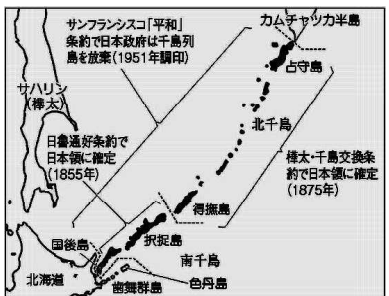 サンフランシスコ「平和」
条約で日本政府は千島列
島を放棄(1951年調印)
カムチャツカ半島
占守島
サハリン
(樺太)
北千島
日魯通好条約で
日本領に確定
(1855年)
樺太・千島交換条
約で日本領に確定
(1875年)
得撫島
国後島
択捉島
南千島
北海道
色丹島
歯舞群島